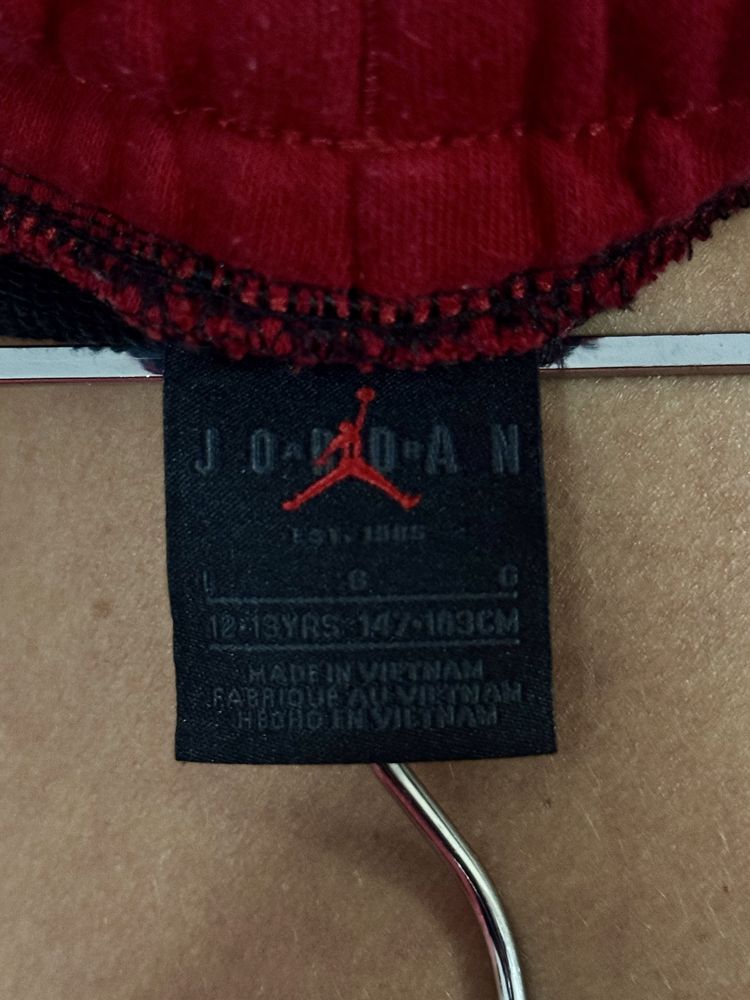 JORDAN
EST. 1985
L G G
12-13YRS 147-163CM
MADE IN VIETNAM
FABRIQUE AU VIETNAM
HECHO EN VIETNAM